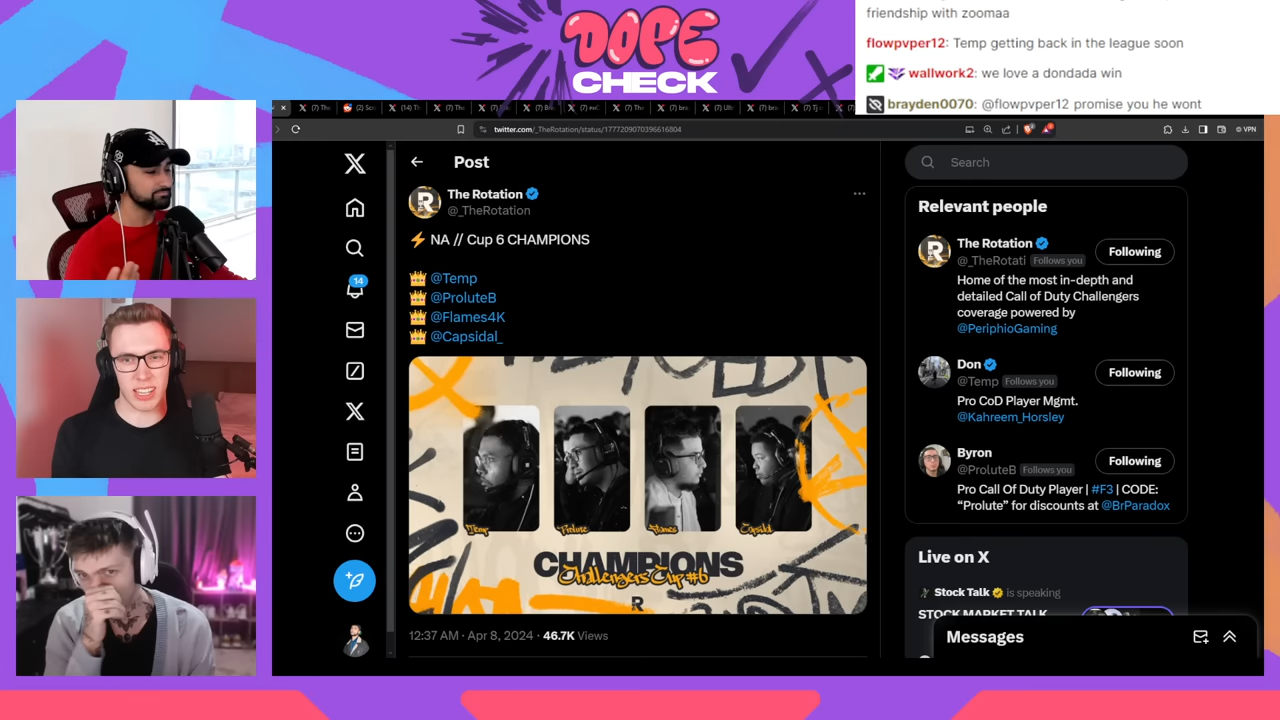 DOPE
CHECK
friendship with zoomaa
flowpvper12: Temp getting back in the league soon
wallwork2: we love a dondada win
brayden0070: @flowpvper12 promise you he wont
twitter.com/_TheRotation/status/1777209070396616804
VPN
Post
Search
The Rotation
@_TheRotation
⚡ NA // Cup 6 CHAMPIONS
👑 @Temp
👑 @ProluteB
👑 @Flames4K
👑 @Capsidal_
14
Temp
Prolute
Flames
Capsidal
CHAMPIONS
Challengers Cup #6
R
12:37 AM · Apr 8, 2024 · 46.7K Views
Relevant people
The Rotation
@_TheRotati Follows you
Following
Home of the most in-depth and
detailed Call of Duty Challengers
coverage powered by
@PeriphioGaming
Don
@Temp Follows you
Following
Pro CoD Player Mgmt.
@Kahreem_Horsley
Byron
@ProluteB Follows you
Following
Pro Call Of Duty Player | #F3 | CODE:
“Prolute” for discounts at @BrParadox
Live on X
Stock Talk is speaking
STOCK MARKET TALK
Messages